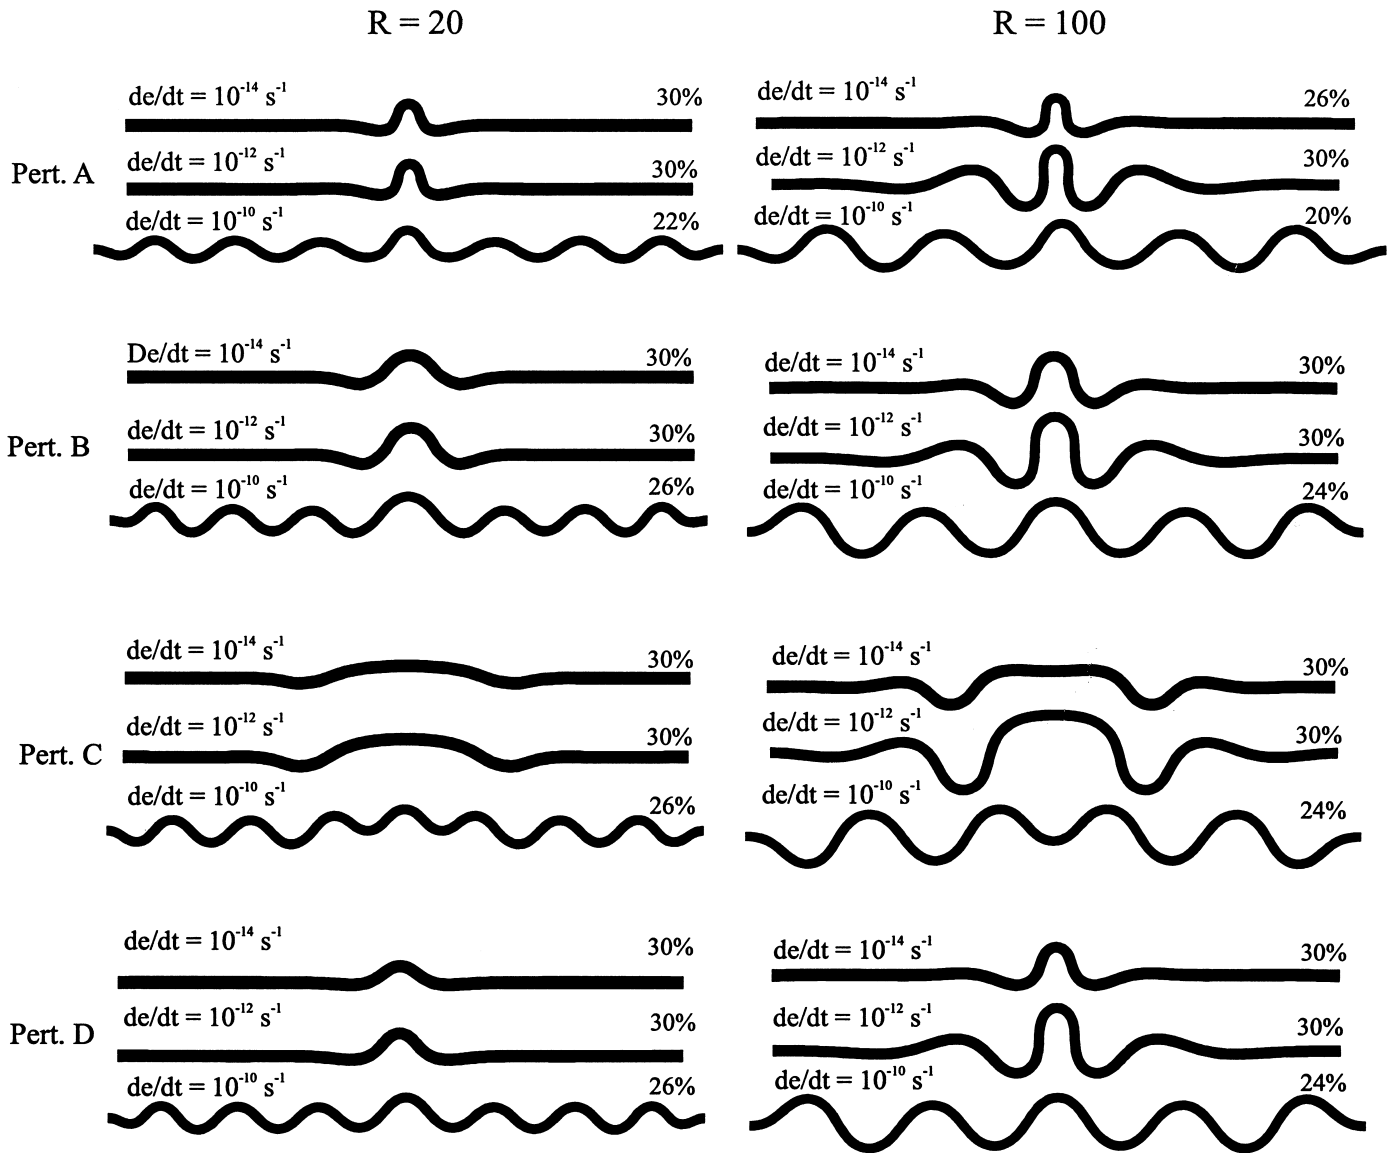 R = 20 R = 100
de/dt = 10⁻¹⁴ s⁻¹ 30% de/dt = 10⁻¹⁴ s⁻¹ 26%
Pert. A de/dt = 10⁻¹² s⁻¹ 30% de/dt = 10⁻¹² s⁻¹ 30%
de/dt = 10⁻¹⁰ s⁻¹ 22% de/dt = 10⁻¹⁰ s⁻¹ 20%
De/dt = 10⁻¹⁴ s⁻¹ 30% de/dt = 10⁻¹⁴ s⁻¹ 30%
Pert. B de/dt = 10⁻¹² s⁻¹ 30% de/dt = 10⁻¹² s⁻¹ 30%
de/dt = 10⁻¹⁰ s⁻¹ 26% de/dt = 10⁻¹⁰ s⁻¹ 24%
de/dt = 10⁻¹⁴ s⁻¹ 30% de/dt = 10⁻¹⁴ s⁻¹ 30%
Pert. C de/dt = 10⁻¹² s⁻¹ 30% de/dt = 10⁻¹² s⁻¹ 30%
de/dt = 10⁻¹⁰ s⁻¹ 26% de/dt = 10⁻¹⁰ s⁻¹ 24%
de/dt = 10⁻¹⁴ s⁻¹ 30% de/dt = 10⁻¹⁴ s⁻¹ 30%
Pert. D de/dt = 10⁻¹² s⁻¹ 30% de/dt = 10⁻¹² s⁻¹ 30%
de/dt = 10⁻¹⁰ s⁻¹ 26% de/dt = 10⁻¹⁰ s⁻¹ 24%